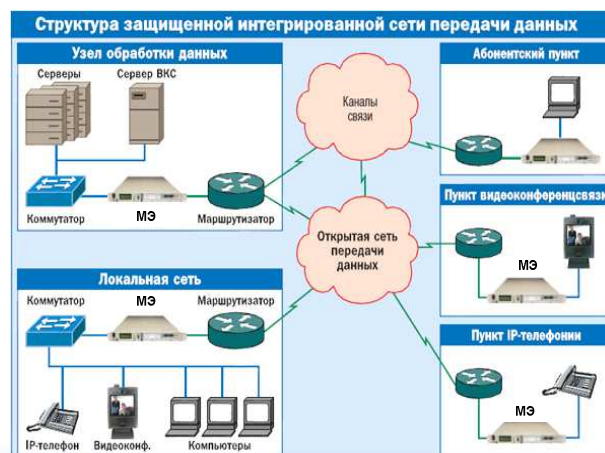 Структура защищенной интегрированной сети передачи данных
Узел обработки данных
Серверы
Сервер ВКС
Коммутатор
МЭ
Маршрутизатор
Каналы
связи
Абонентский пункт
Пункт видеоконференцсвязи
МЭ
Открытая сеть
передачи
данных
Локальная сеть
Коммутатор
МЭ
Маршрутизатор
IP-телефон
Видеоконф.
Компьютеры
Пункт IP-телефонии
МЭ